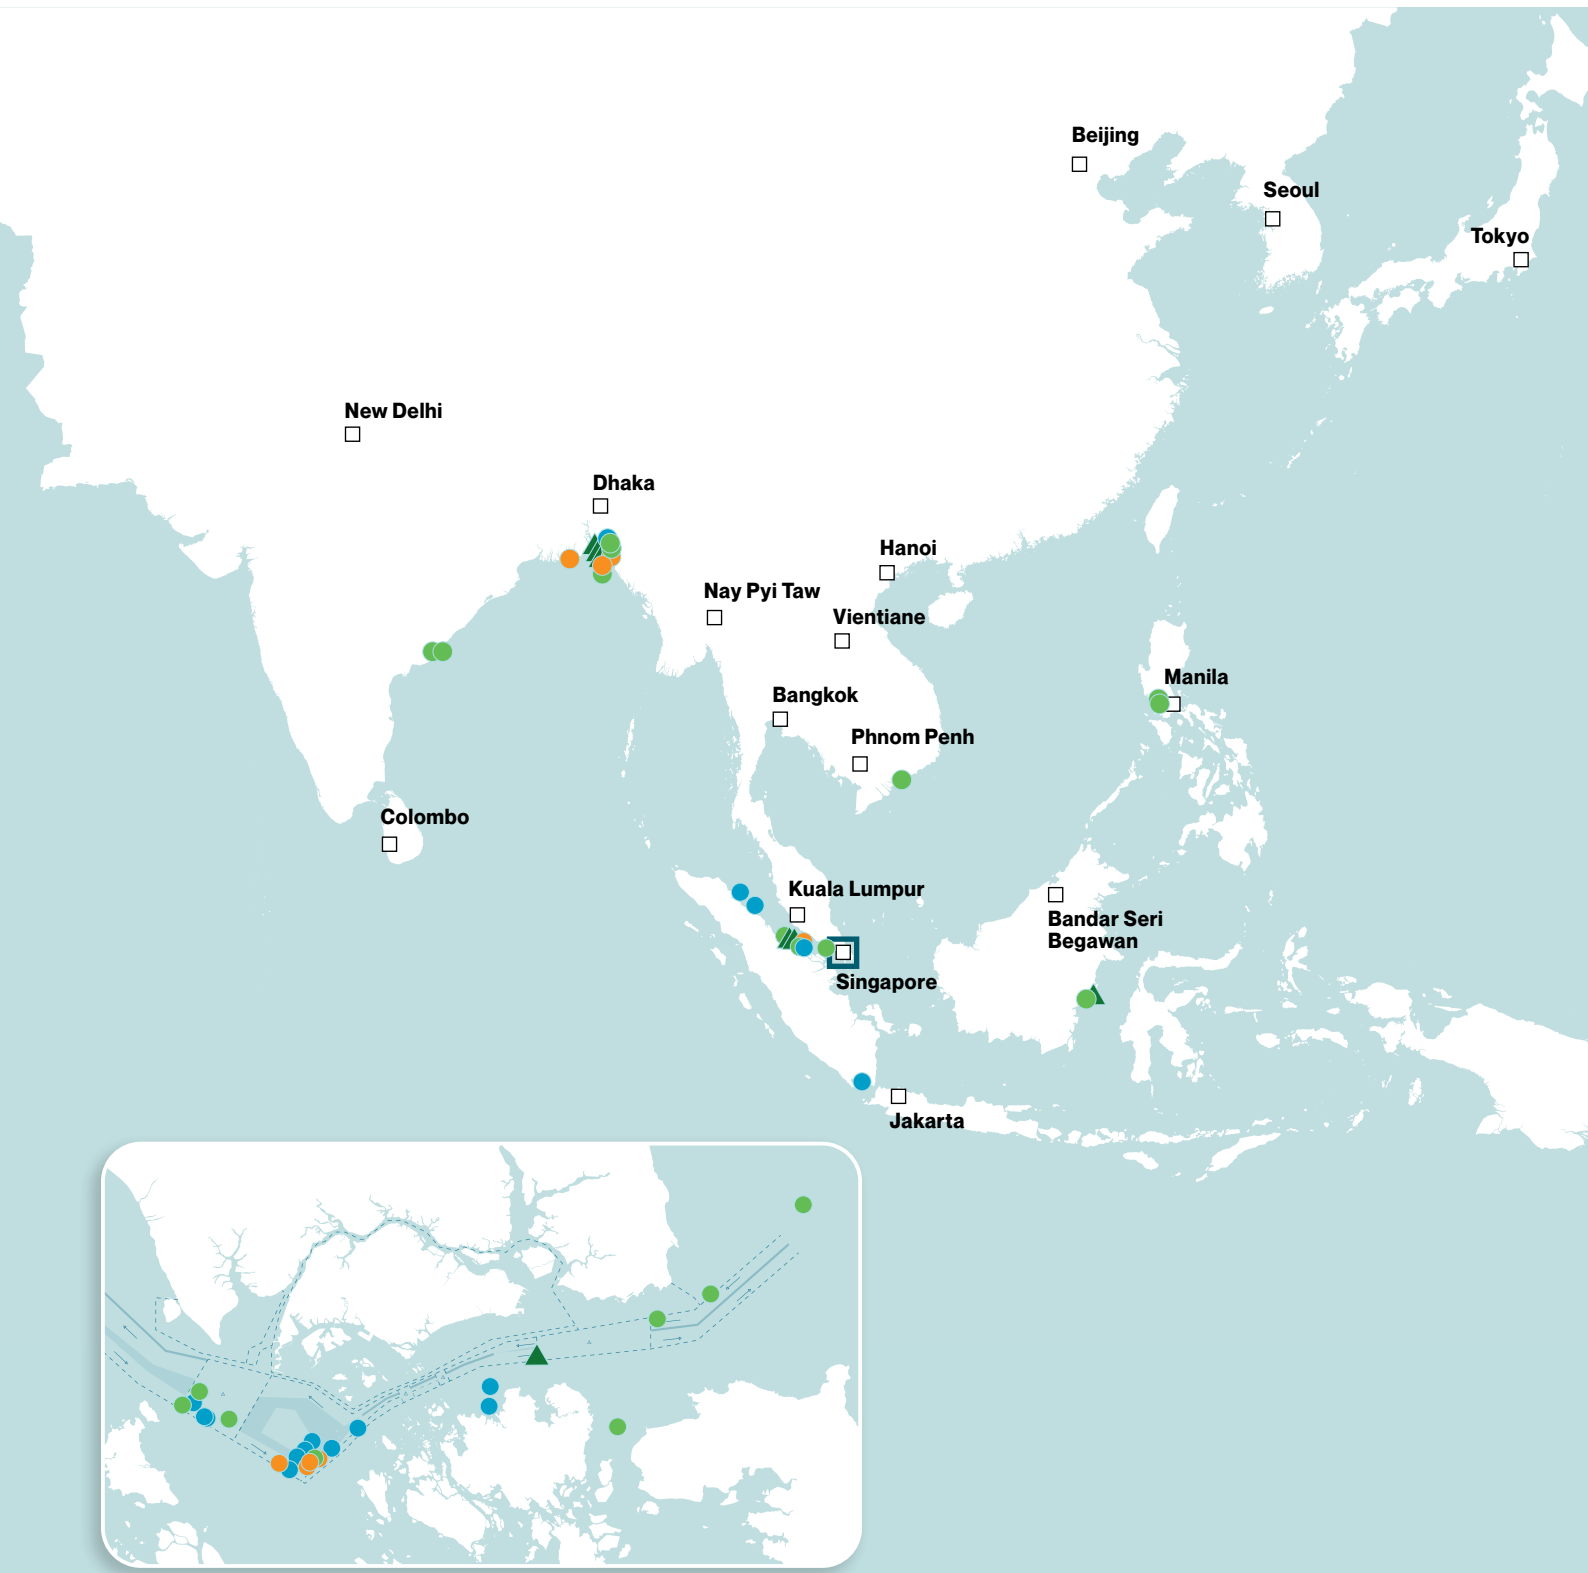 Beijing
Seoul
Tokyo
New Delhi
Dhaka
Hanoi
Nay Pyi Taw
Vientiane
Manila
Bangkok
Phnom Penh
Colombo
Kuala Lumpur
Bandar Seri
Begawan
Singapore
Jakarta